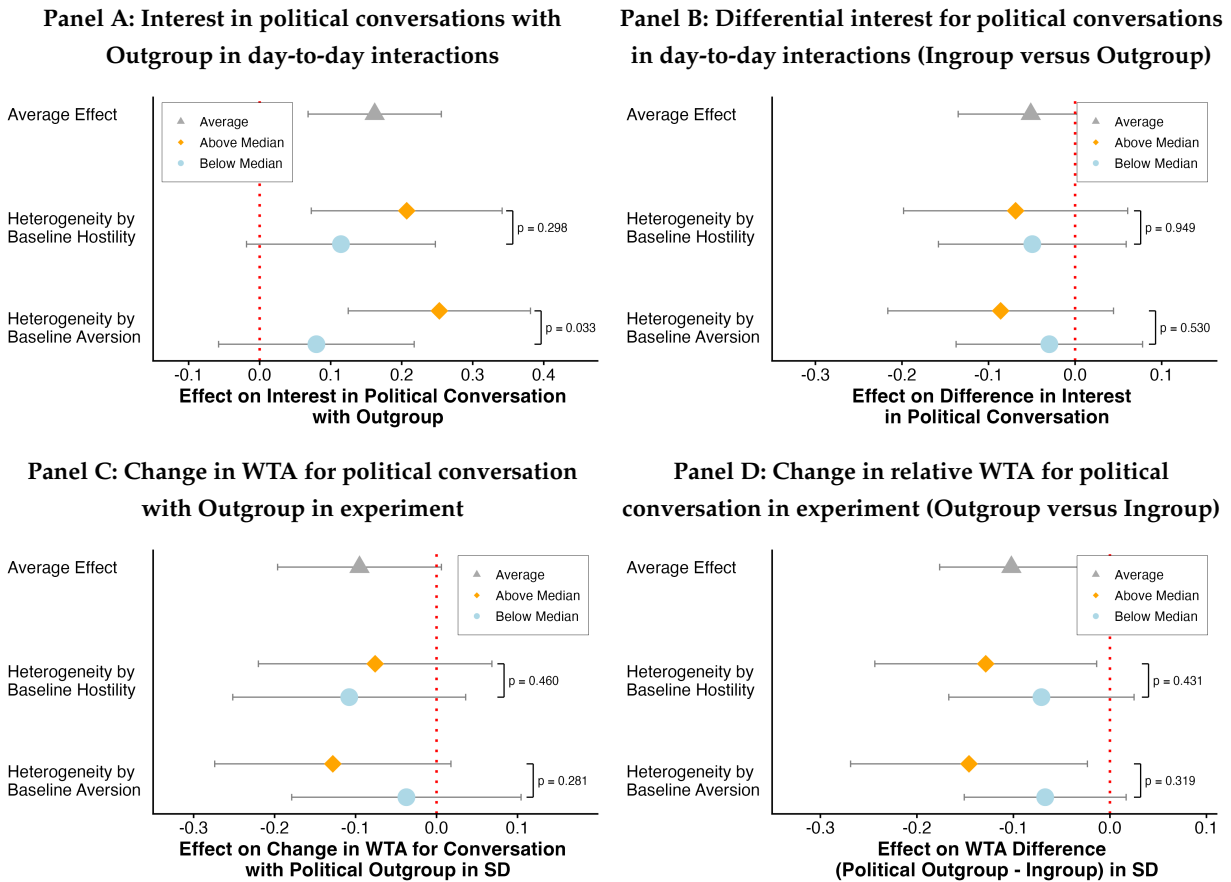 Panel A: Interest in political conversations with
Outgroup in day-to-day interactions
Average Effect
Average
Above Median
Below Median
Heterogeneity by
Baseline Hostility
p = 0.298
Heterogeneity by
Baseline Aversion
p = 0.033
-0.1 0.0 0.1 0.2 0.3 0.4
Effect on Interest in Political Conversation
with Outgroup
Panel B: Differential interest for political conversations
in day-to-day interactions (Ingroup versus Outgroup)
Average Effect
Average
Above Median
Below Median
Heterogeneity by
Baseline Hostility
p = 0.949
Heterogeneity by
Baseline Aversion
p = 0.530
-0.3 -0.2 -0.1 0.0 0.1
Effect on Difference in Interest
in Political Conversation
Panel C: Change in WTA for political conversation
with Outgroup in experiment
Average Effect
Average
Above Median
Below Median
Heterogeneity by
Baseline Hostility
p = 0.460
Heterogeneity by
Baseline Aversion
p = 0.281
-0.3 -0.2 -0.1 0.0 0.1
Effect on Change in WTA for Conversation
with Political Outgroup in SD
Panel D: Change in relative WTA for political
conversation in experiment (Outgroup versus Ingroup)
Average Effect
Average
Above Median
Below Median
Heterogeneity by
Baseline Hostility
p = 0.431
Heterogeneity by
Baseline Aversion
p = 0.319
-0.3 -0.2 -0.1 0.0 0.1
Effect on WTA Difference
(Political Outgroup - Ingroup) in SD